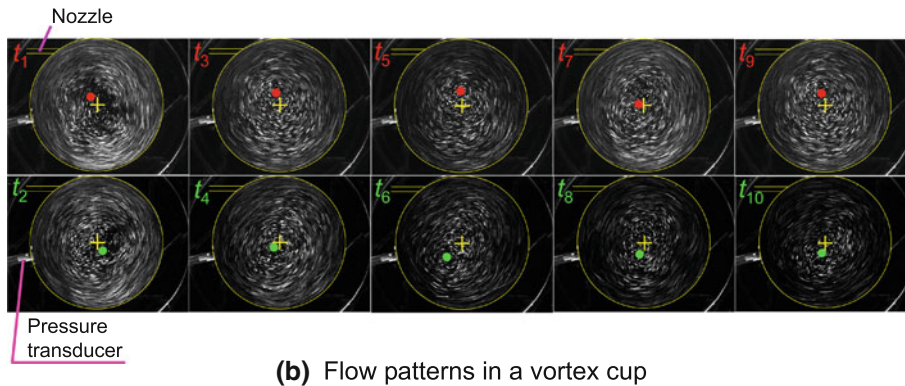 Nozzle
t1 t3 t5 t7 t9
t2 t4 t6 t8 t10
Pressure
transducer
(b) Flow patterns in a vortex cup